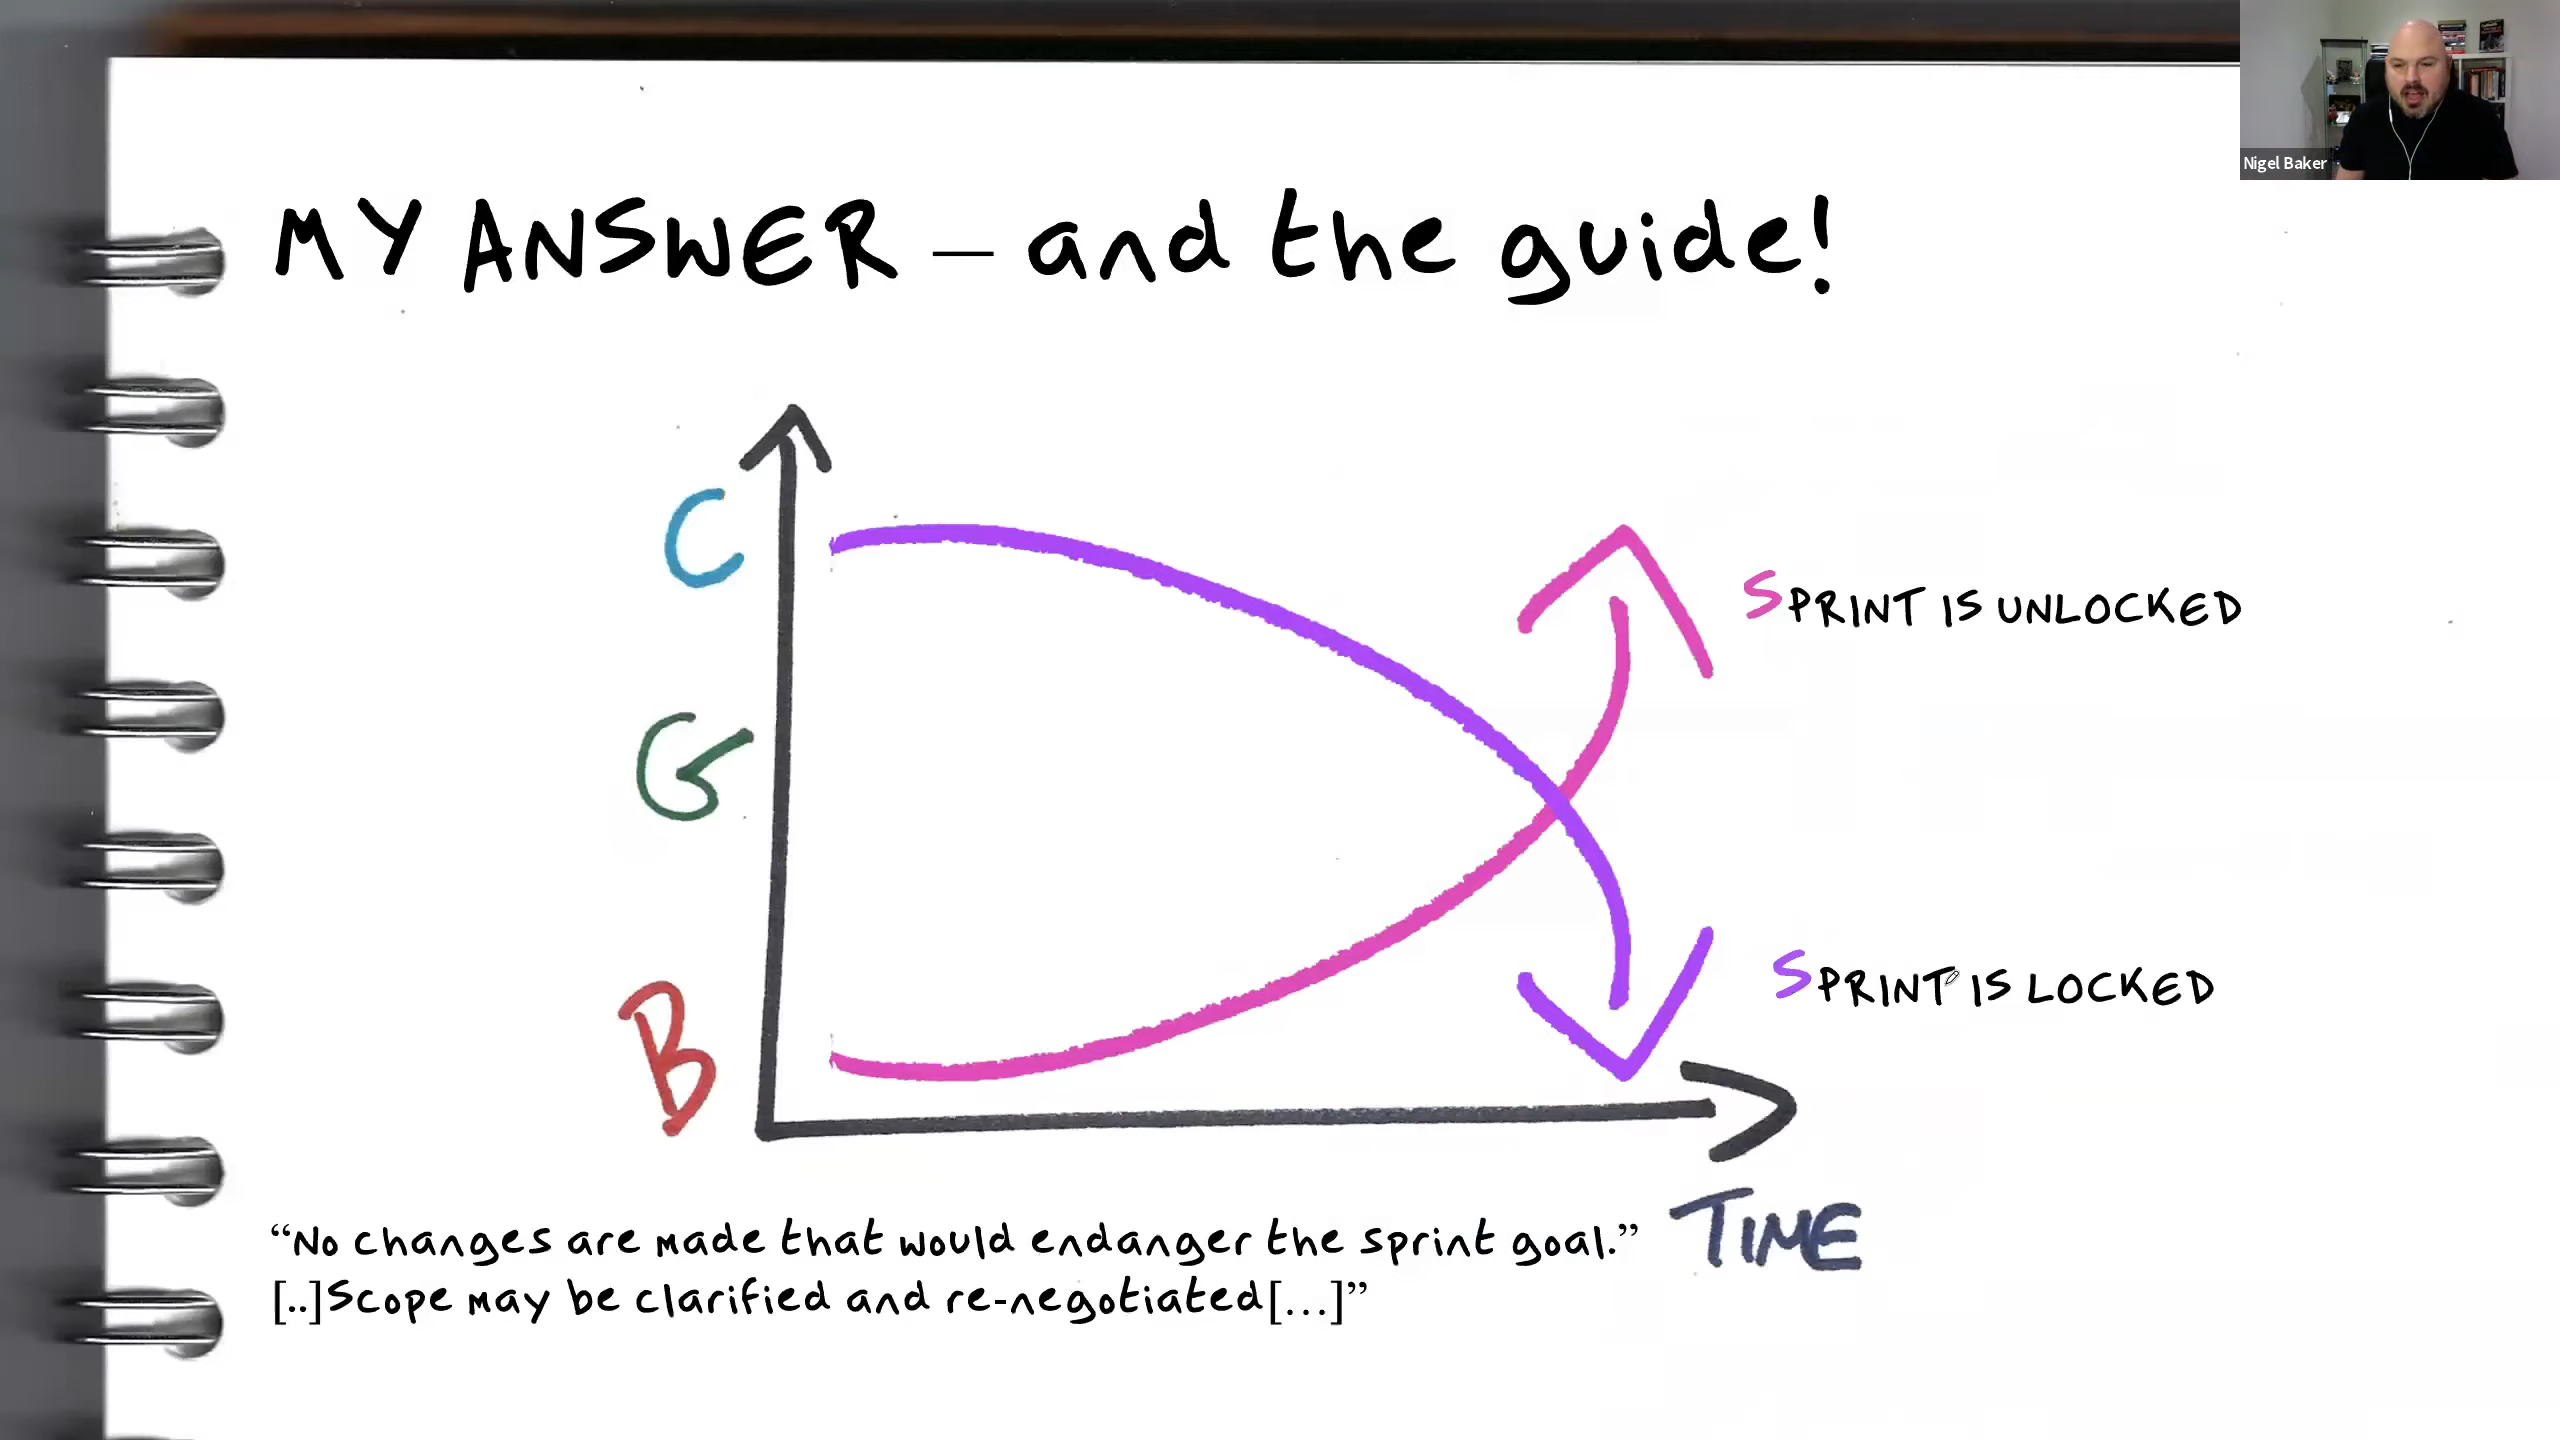 Nigel Baker
MY ANSWER – and the guide!
C
SPRINT IS UNLOCKED
G
SPRINT IS LOCKED
B
TIME
“No changes are made that would endanger the sprint goal.”
[..]Scope may be clarified and re-negotiated[...]”